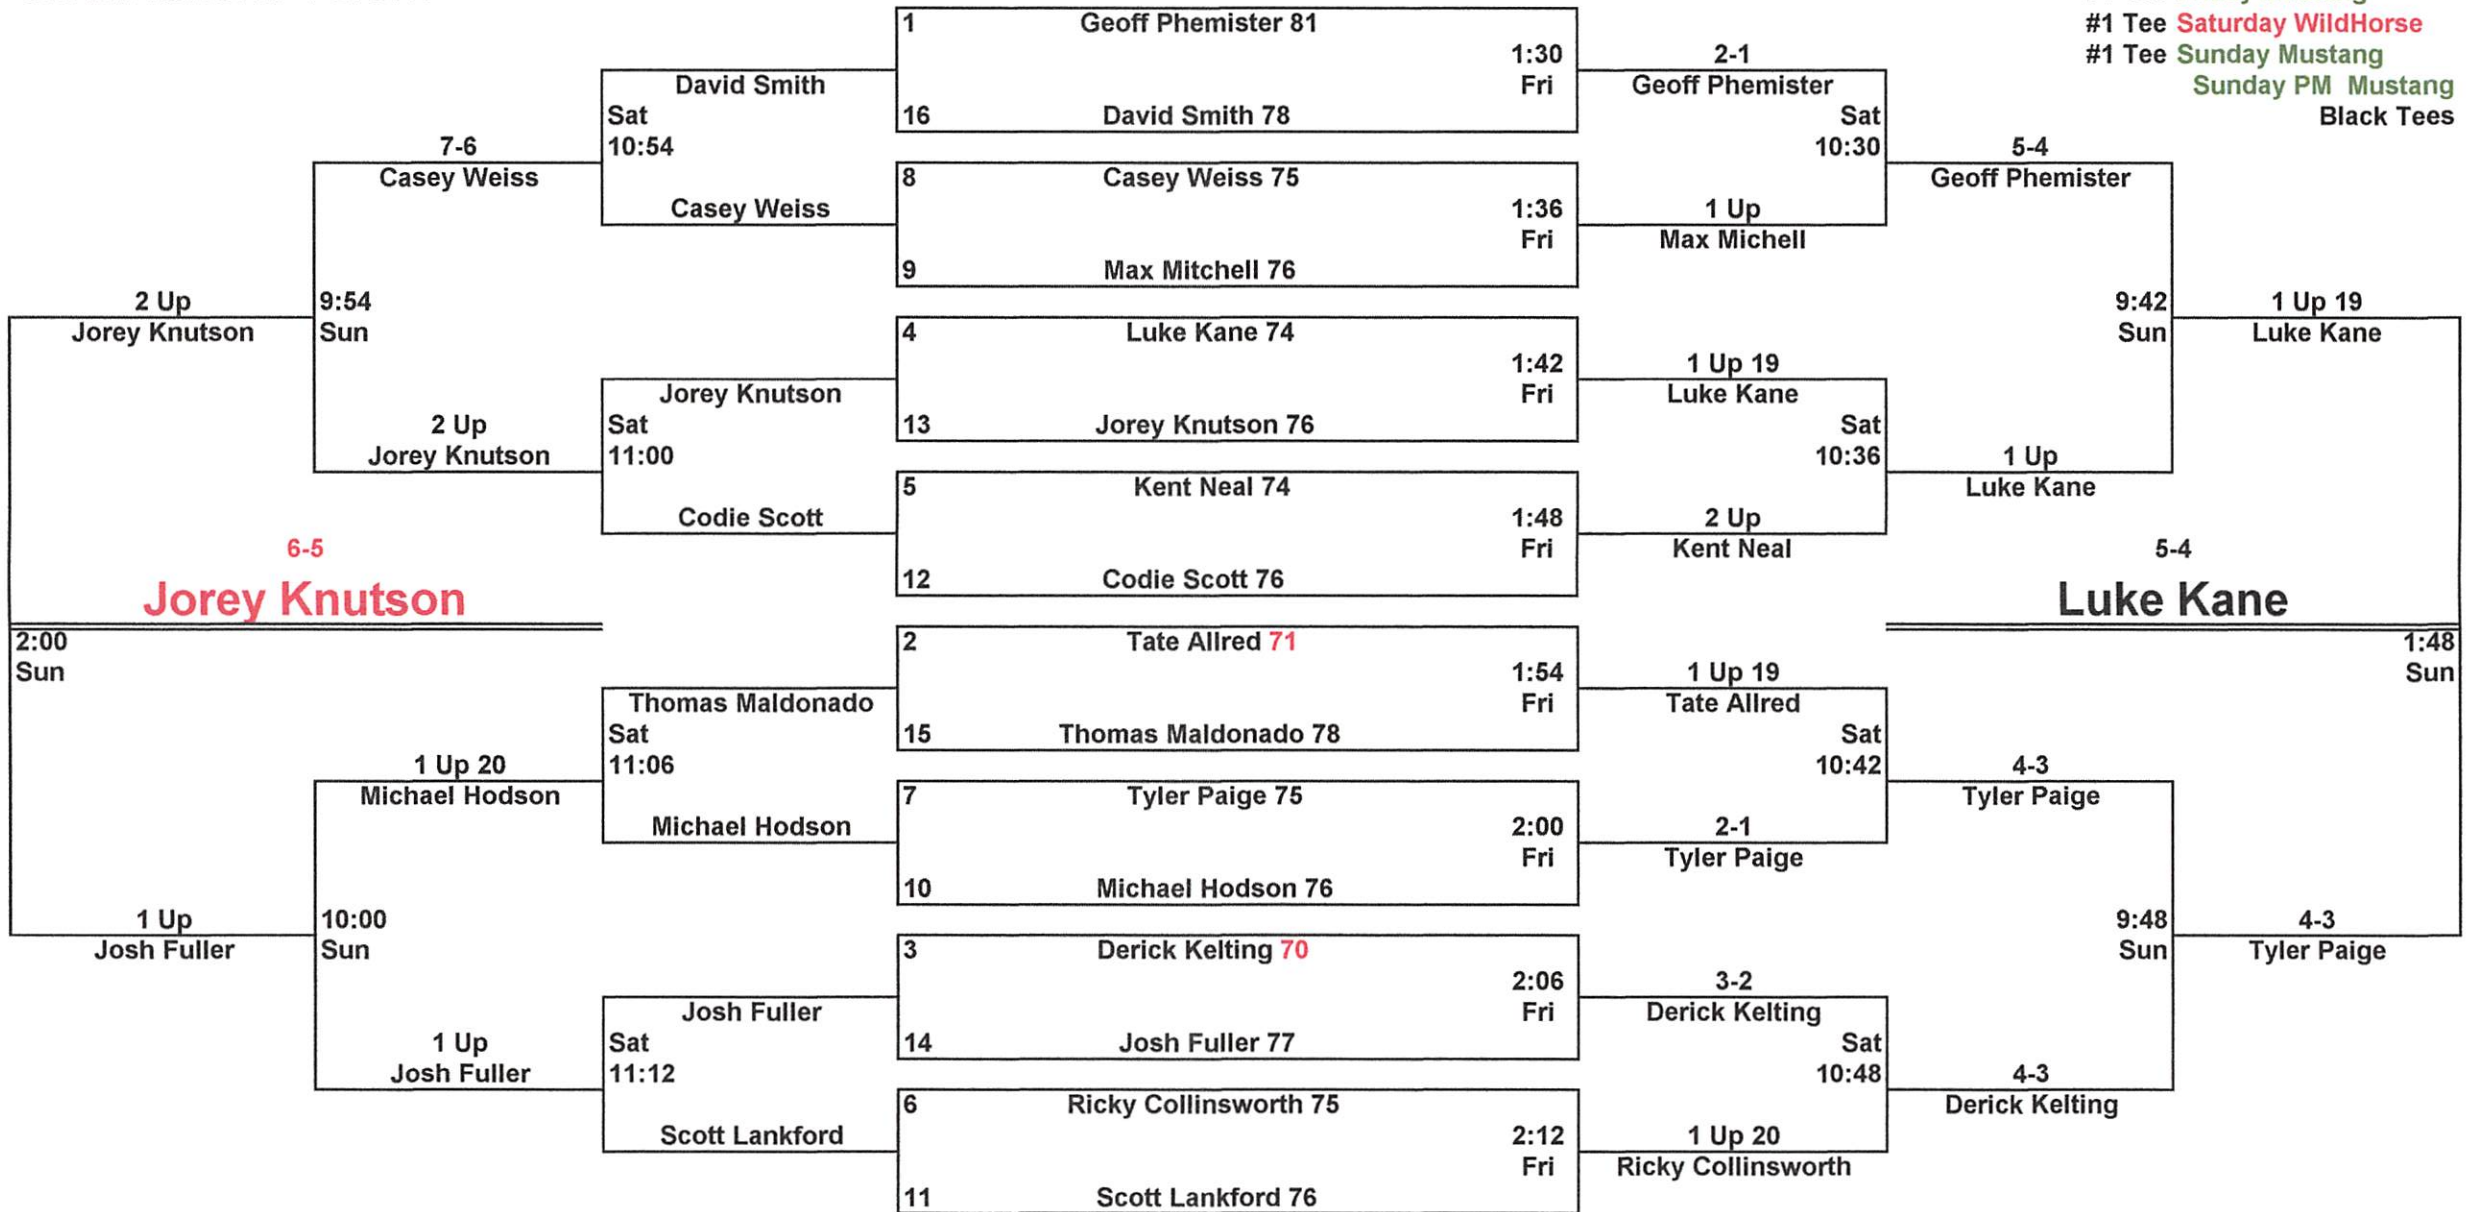 #1 Tee Saturday WildHorse
#1 Tee Sunday Mustang
Sunday PM Mustang
Black Tees
1 Geoff Phemister 81
1:30
Fri
16 David Smith 78
8 Casey Weiss 75
1:36
Fri
9 Max Mitchell 76
4 Luke Kane 74
1:42
Fri
13 Jorey Knutson 76
5 Kent Neal 74
1:48
Fri
12 Codie Scott 76
2 Tate Allred 71
1:54
Fri
15 Thomas Maldonado 78
7 Tyler Paige 75
2:00
Fri
10 Michael Hodson 76
3 Derick Kelting 70
2:06
Fri
14 Josh Fuller 77
6 Ricky Collinsworth 75
2:12
Fri
11 Scott Lankford 76
David Smith
Sat
10:54
Casey Weiss
Jorey Knutson
Sat
11:00
Codie Scott
Thomas Maldonado
Sat
11:06
Michael Hodson
Josh Fuller
Sat
11:12
Scott Lankford
7-6
Casey Weiss
9:54
Sun
2 Up
Jorey Knutson
1 Up 20
Michael Hodson
10:00
Sun
1 Up
Josh Fuller
2 Up
Jorey Knutson
6-5
Jorey Knutson
2:00
Sun
1 Up
Josh Fuller
2-1
Geoff Phemister
Sat
10:30
1 Up
Max Michell
1 Up 19
Luke Kane
Sat
10:36
2 Up
Kent Neal
1 Up 19
Tate Allred
Sat
10:42
2-1
Tyler Paige
3-2
Derick Kelting
Sat
10:48
1 Up 20
Ricky Collinsworth
5-4
Geoff Phemister
9:42
Sun
1 Up
Luke Kane
4-3
Tyler Paige
9:48
Sun
4-3
Derick Kelting
1 Up 19
Luke Kane
5-4
Luke Kane
1:48
Sun
4-3
Tyler Paige